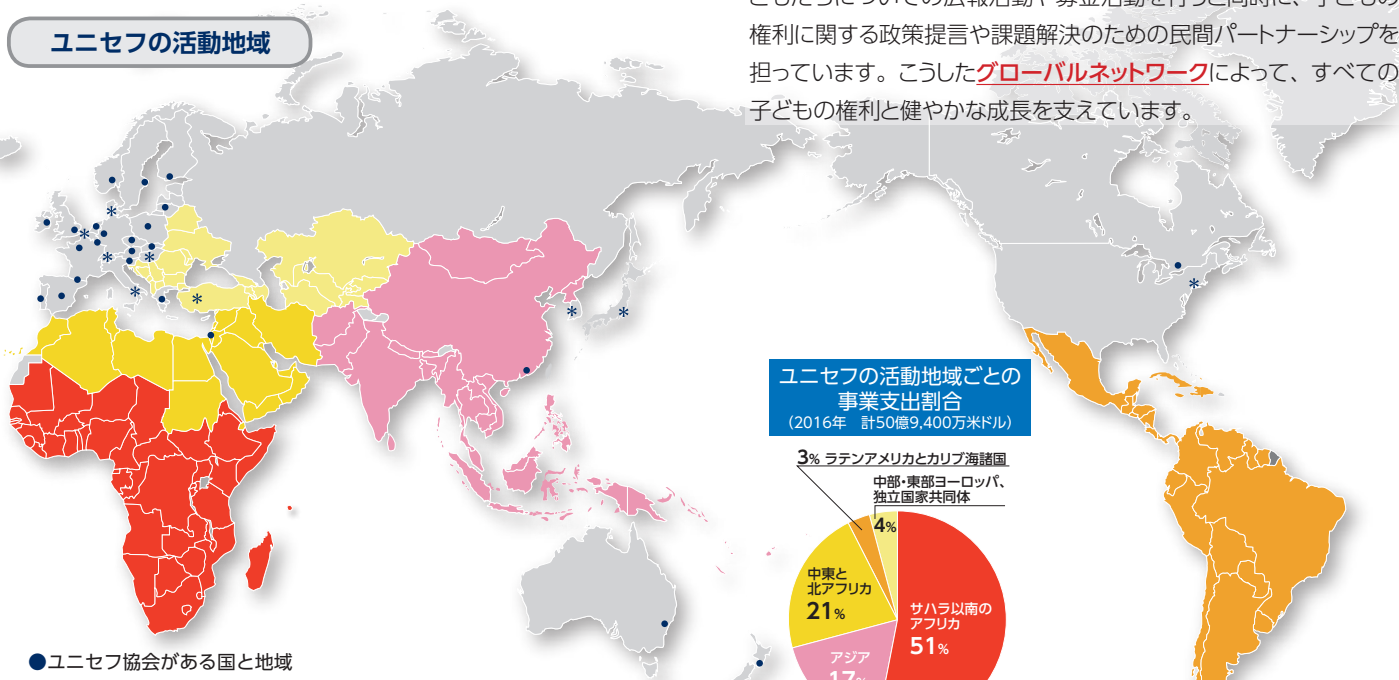 ユニセフの活動地域
権利に関する政策提言や課題解決のための民間パートナーシップを
担っています。こうしたグローバルネットワークによって、すべての
子どもの権利と健やかな成長を支えています。
ユニセフの活動地域ごとの
事業支出割合
(2016年 計50億9,400万米ドル)
3% ラテンアメリカとカリブ海諸国
中部・東部ヨーロッパ、
独立国家共同体
4%
中東と
北アフリカ
21%
サハラ以南の
アフリカ
51%
アジア
17%
●ユニセフ協会がある国と地域